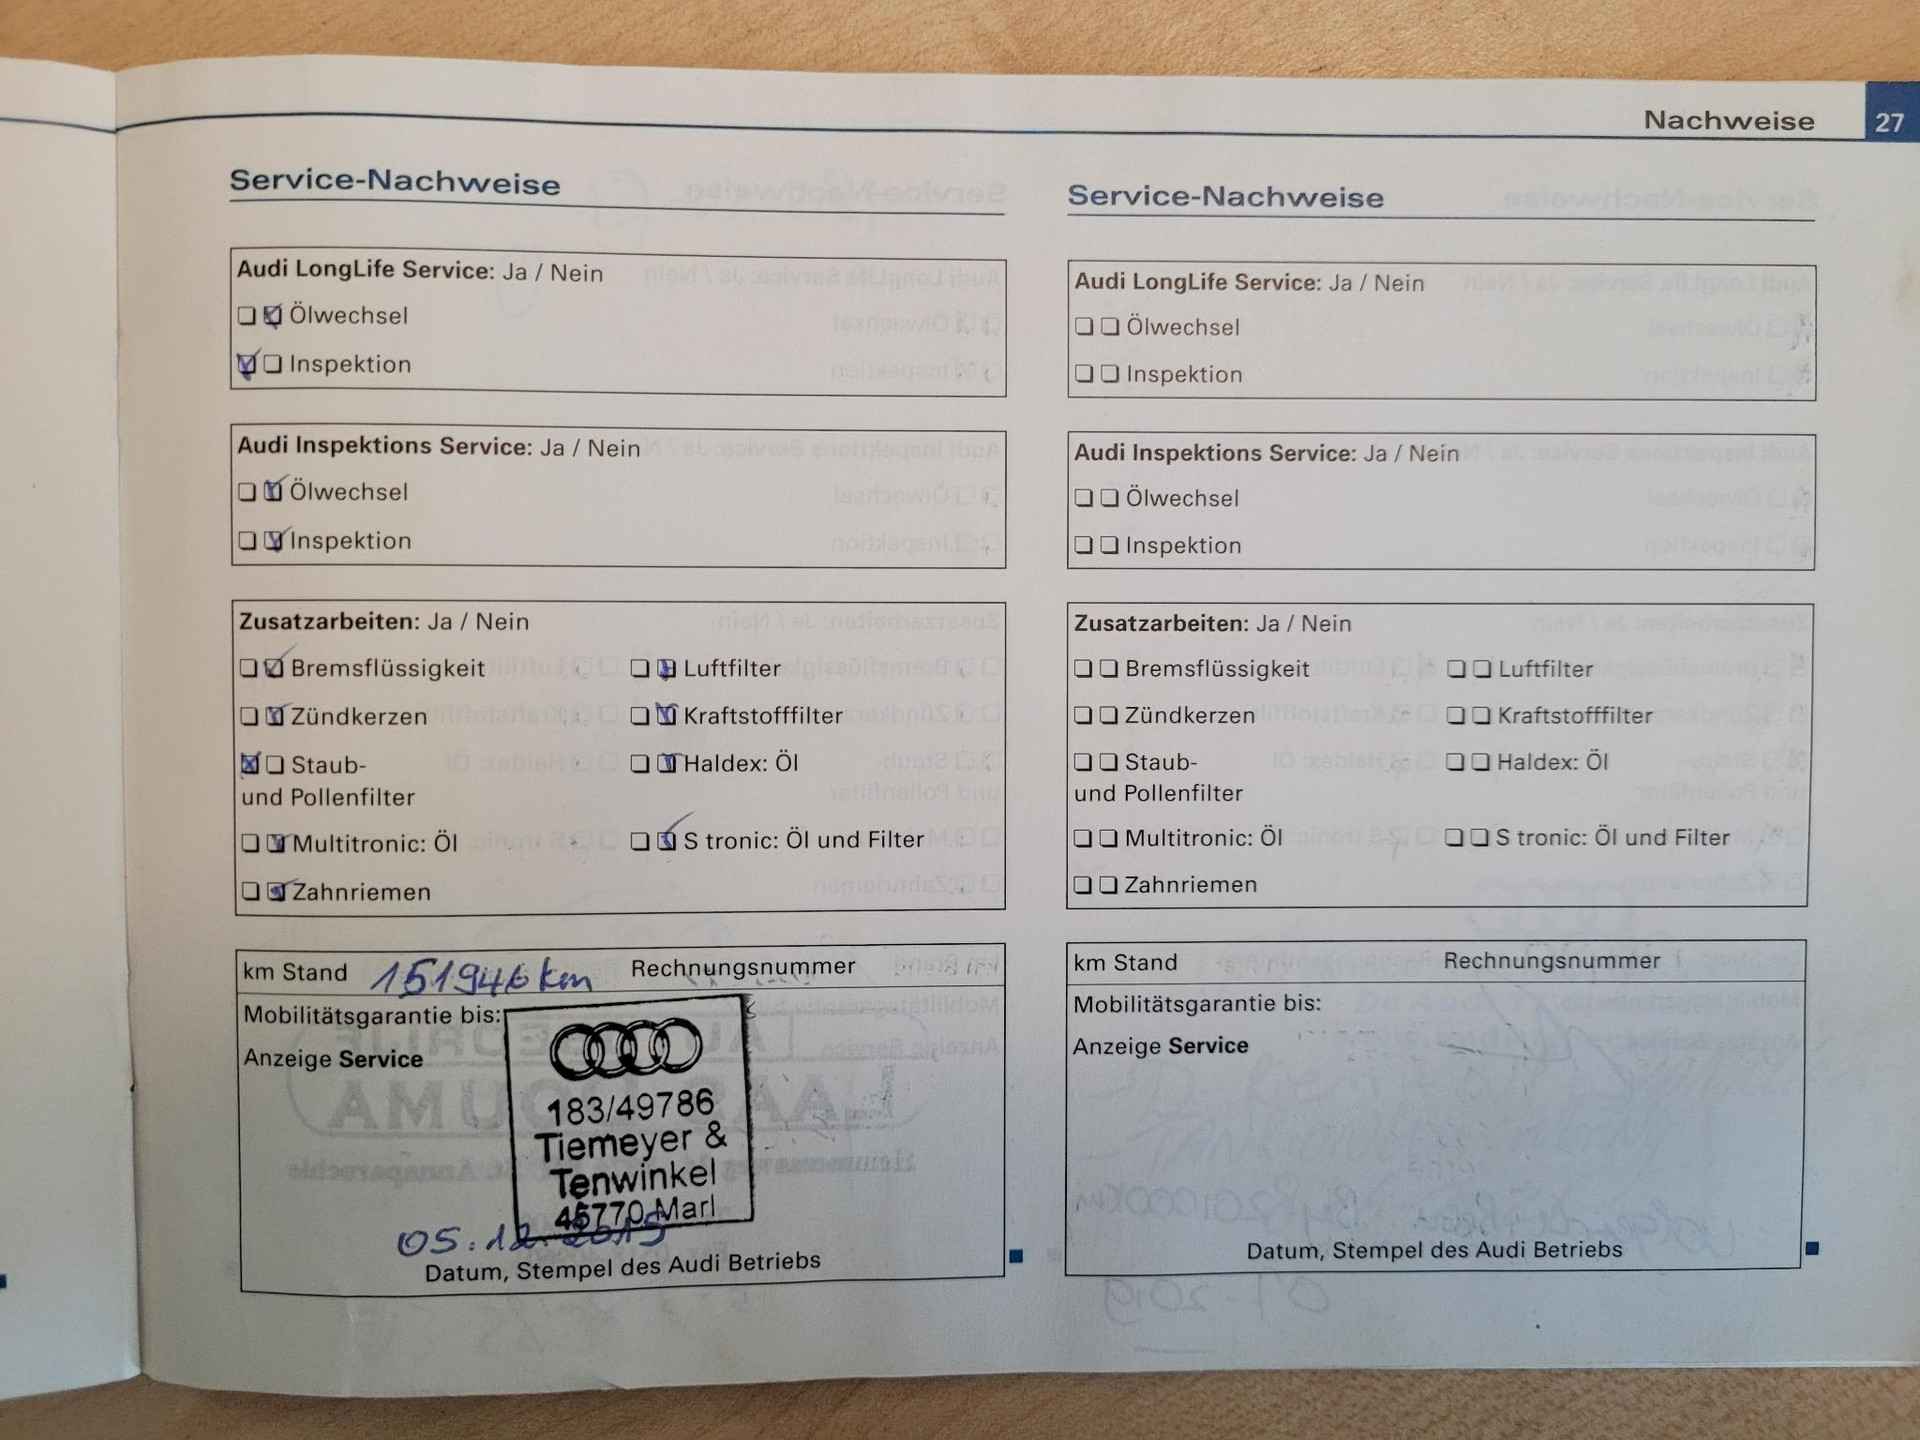 Nachweise 27
Service-Nachweise
Audi LongLife Service: Ja / Nein
Ölwechsel
Inspektion
Audi Inspektions Service: Ja / Nein
Ölwechsel
Inspektion
Zusatzarbeiten: Ja / Nein
Bremsflüssigkeit Luftfilter
Zündkerzen Kraftstofffilter
Staub- Haldex: Öl
und Pollenfilter
Multitronic: Öl S tronic: Öl und Filter
Zahnriemen
km Stand 151946 km Rechnungsnummer
Mobilitätsgarantie bis:
Anzeige Service
183/49786
Tiemeyer &
Tenwinkel
45770 Marl
05.12.2015
Datum, Stempel des Audi Betriebs
Service-Nachweise
Audi LongLife Service: Ja / Nein
Ölwechsel
Inspektion
Audi Inspektions Service: Ja / Nein
Ölwechsel
Inspektion
Zusatzarbeiten: Ja / Nein
Bremsflüssigkeit Luftfilter
Zündkerzen Kraftstofffilter
Staub- Haldex: Öl
und Pollenfilter
Multitronic: Öl S tronic: Öl und Filter
Zahnriemen
km Stand Rechnungsnummer
Mobilitätsgarantie bis:
Anzeige Service
Datum, Stempel des Audi Betriebs